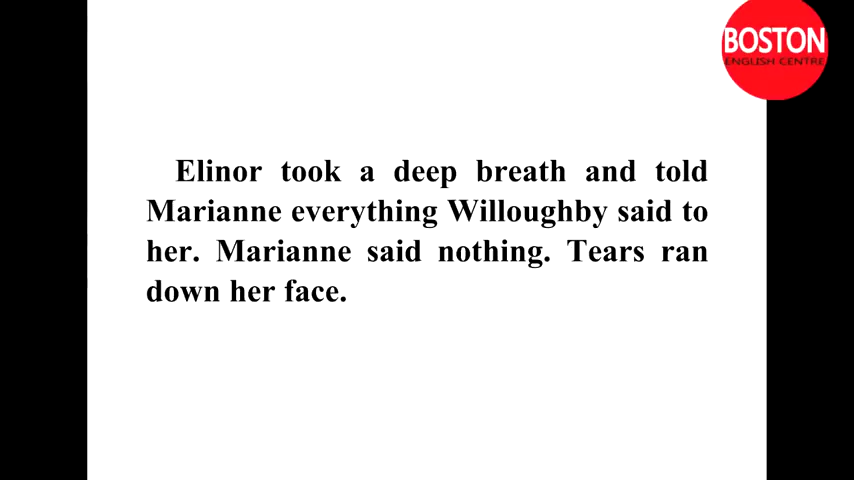 BOSTON
ENGLISH CENTRE
Elinor took a deep breath and told
Marianne everything Willoughby said to
her. Marianne said nothing. Tears ran
down her face.